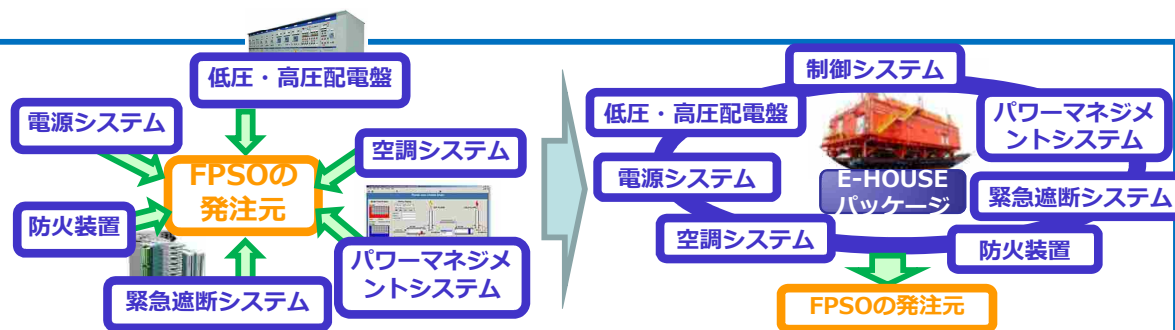 低圧・高圧配電盤
電源システム
空調システム
FPSOの
発注元
防火装置
パワーマネジメ
ントシステム
緊急遮断システム
制御システム
低圧・高圧配電盤
パワーマネジメ
ントシステム
電源システム
E-HOUSE
パッケージ
緊急遮断システム
空調システム
防火装置
FPSOの発注元